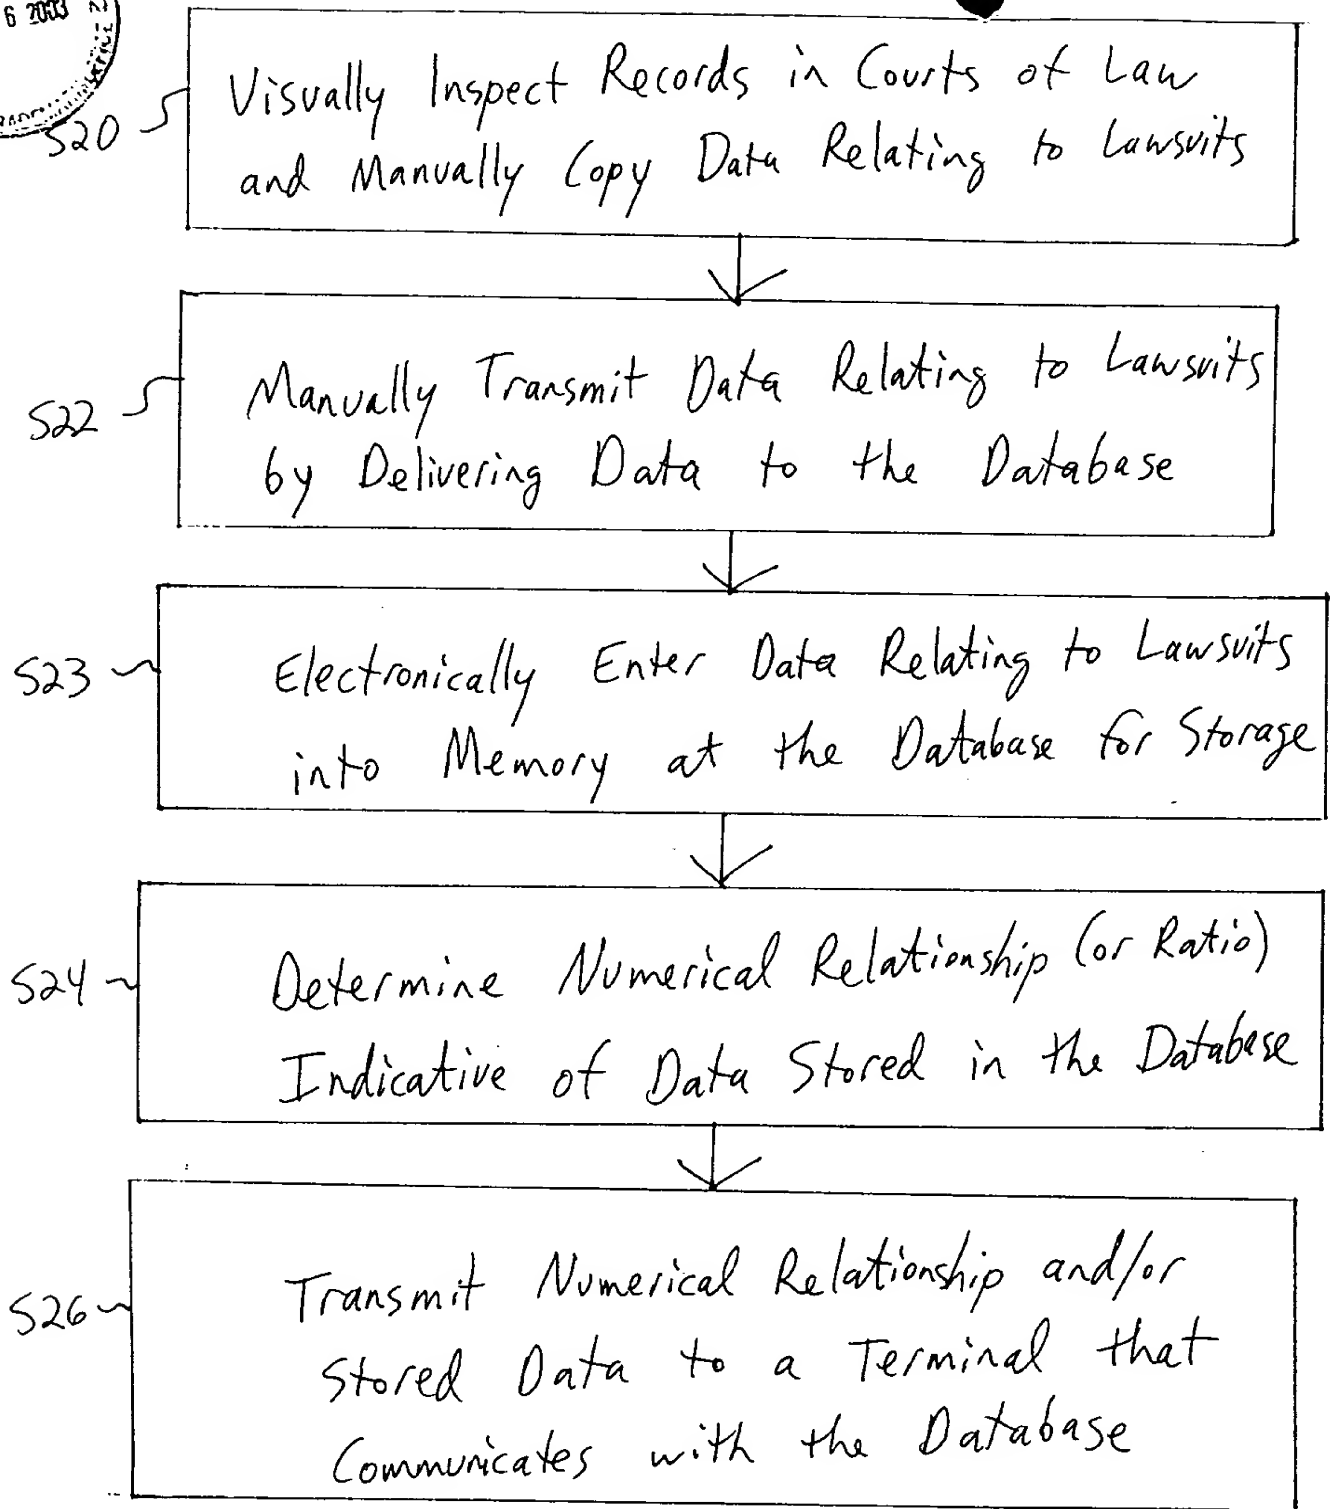 6 2003
S20
Visually Inspect Records in Courts of Law
and Manually Copy Data Relating to Lawsuits
S22
Manually Transmit Data Relating to Lawsuits
by Delivering Data to the Database
S23
Electronically Enter Data Relating to Lawsuits
into Memory at the Database for Storage
S24
Determine Numerical Relationship (or Ratio)
Indicative of Data Stored in the Database
S26
Transmit Numerical Relationship and/or
Stored Data to a Terminal that
Communicates with the Database